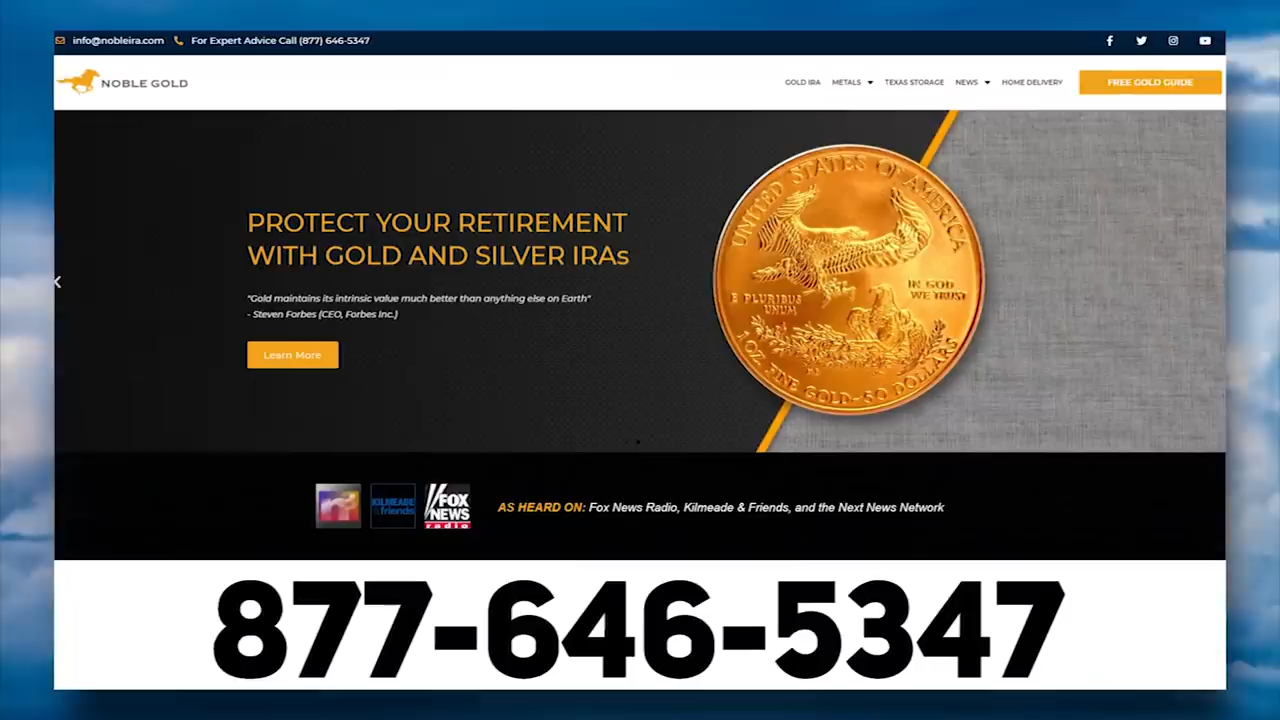 info@nobleira.com For Expert Advice Call (877) 646-5347
NOBLE GOLD
GOLD IRA METALS TEXAS STORAGE NEWS HOME DELIVERY FREE GOLD GUIDE
PROTECT YOUR RETIREMENT
WITH GOLD AND SILVER IRAs
"Gold maintains its intrinsic value much better than anything else on Earth"
- Steven Forbes (CEO, Forbes Inc.)
Learn More
UNITED STATES OF AMERICA
IN GOD
WE TRUST
E PLURIBUS
UNUM
1 OZ. FINE GOLD–50 DOLLARS
KILMEADE
& friends
FOX
NEWS
radio
AS HEARD ON: Fox News Radio, Kilmeade & Friends, and the Next News Network
877-646-5347